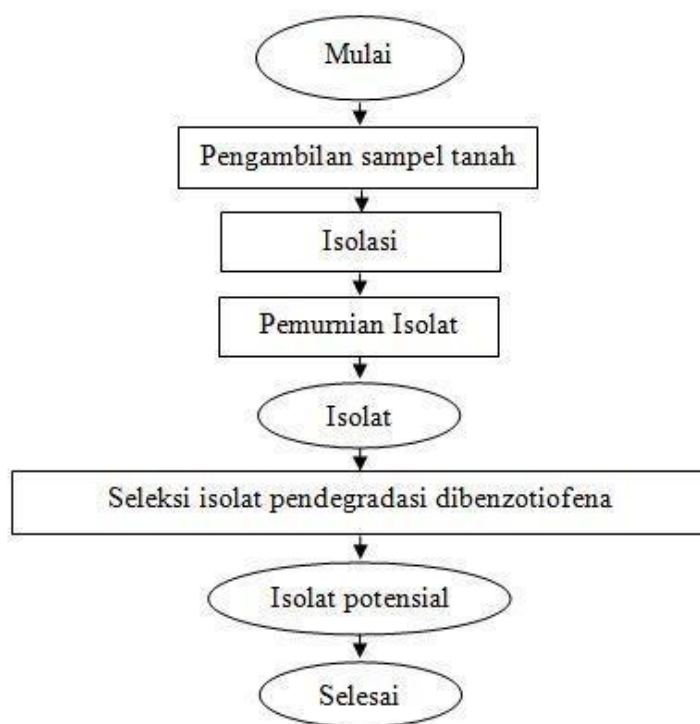 Mulai
Pengambilan sampel tanah
Isolasi
Pemurnian Isolat
Isolat
Seleksi isolat pendegradasi dibenzotiofena
Isolat potensial
Selesai